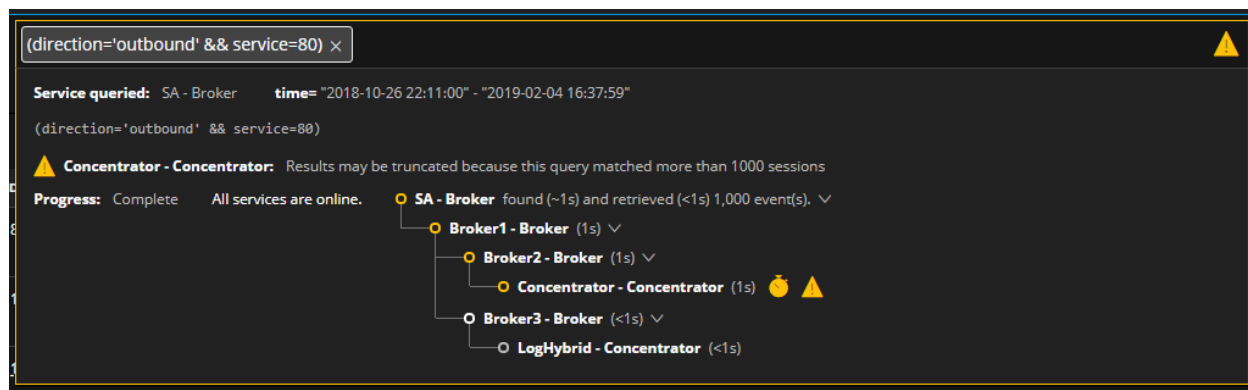 (direction='outbound' && service=80) ×
Service queried: SA - Broker time= "2018-10-26 22:11:00" - "2019-02-04 16:37:59"
(direction='outbound' && service=80)
Concentrator - Concentrator: Results may be truncated because this query matched more than 1000 sessions
Progress: Complete All services are online. SA - Broker found (~1s) and retrieved (<1s) 1,000 event(s).
Broker1 - Broker (1s)
Broker2 - Broker (1s)
Concentrator - Concentrator (1s)
Broker3 - Broker (<1s)
LogHybrid - Concentrator (<1s)